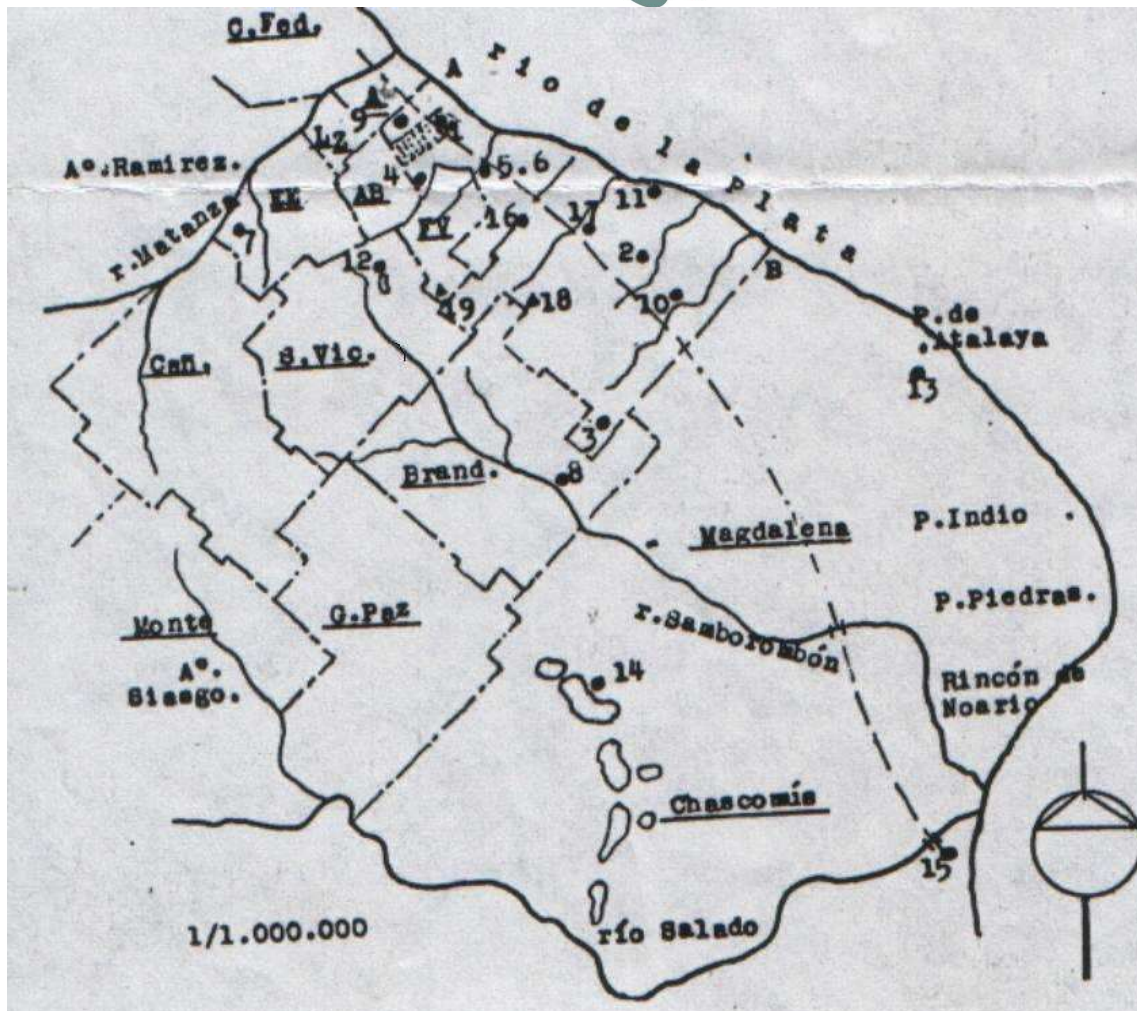 C.Fed.
río de la Plata
A
A
9
Lz
Aº.Ramirez.
4
5.6
EE
AB
FV
16
17
11
r.Matanza
7
12
2
B
19
18
10
P.de
Atalaya
13
Cañ.
S.Vic.
3
Brand.
8
Magdalena
P.Indio
P.Piedras.
Monte
G.Paz
r.Samborombón
Aº.
Siasgo.
14
Rincón de
Noario
Chascomís
15
1/1.000.000
río Salado